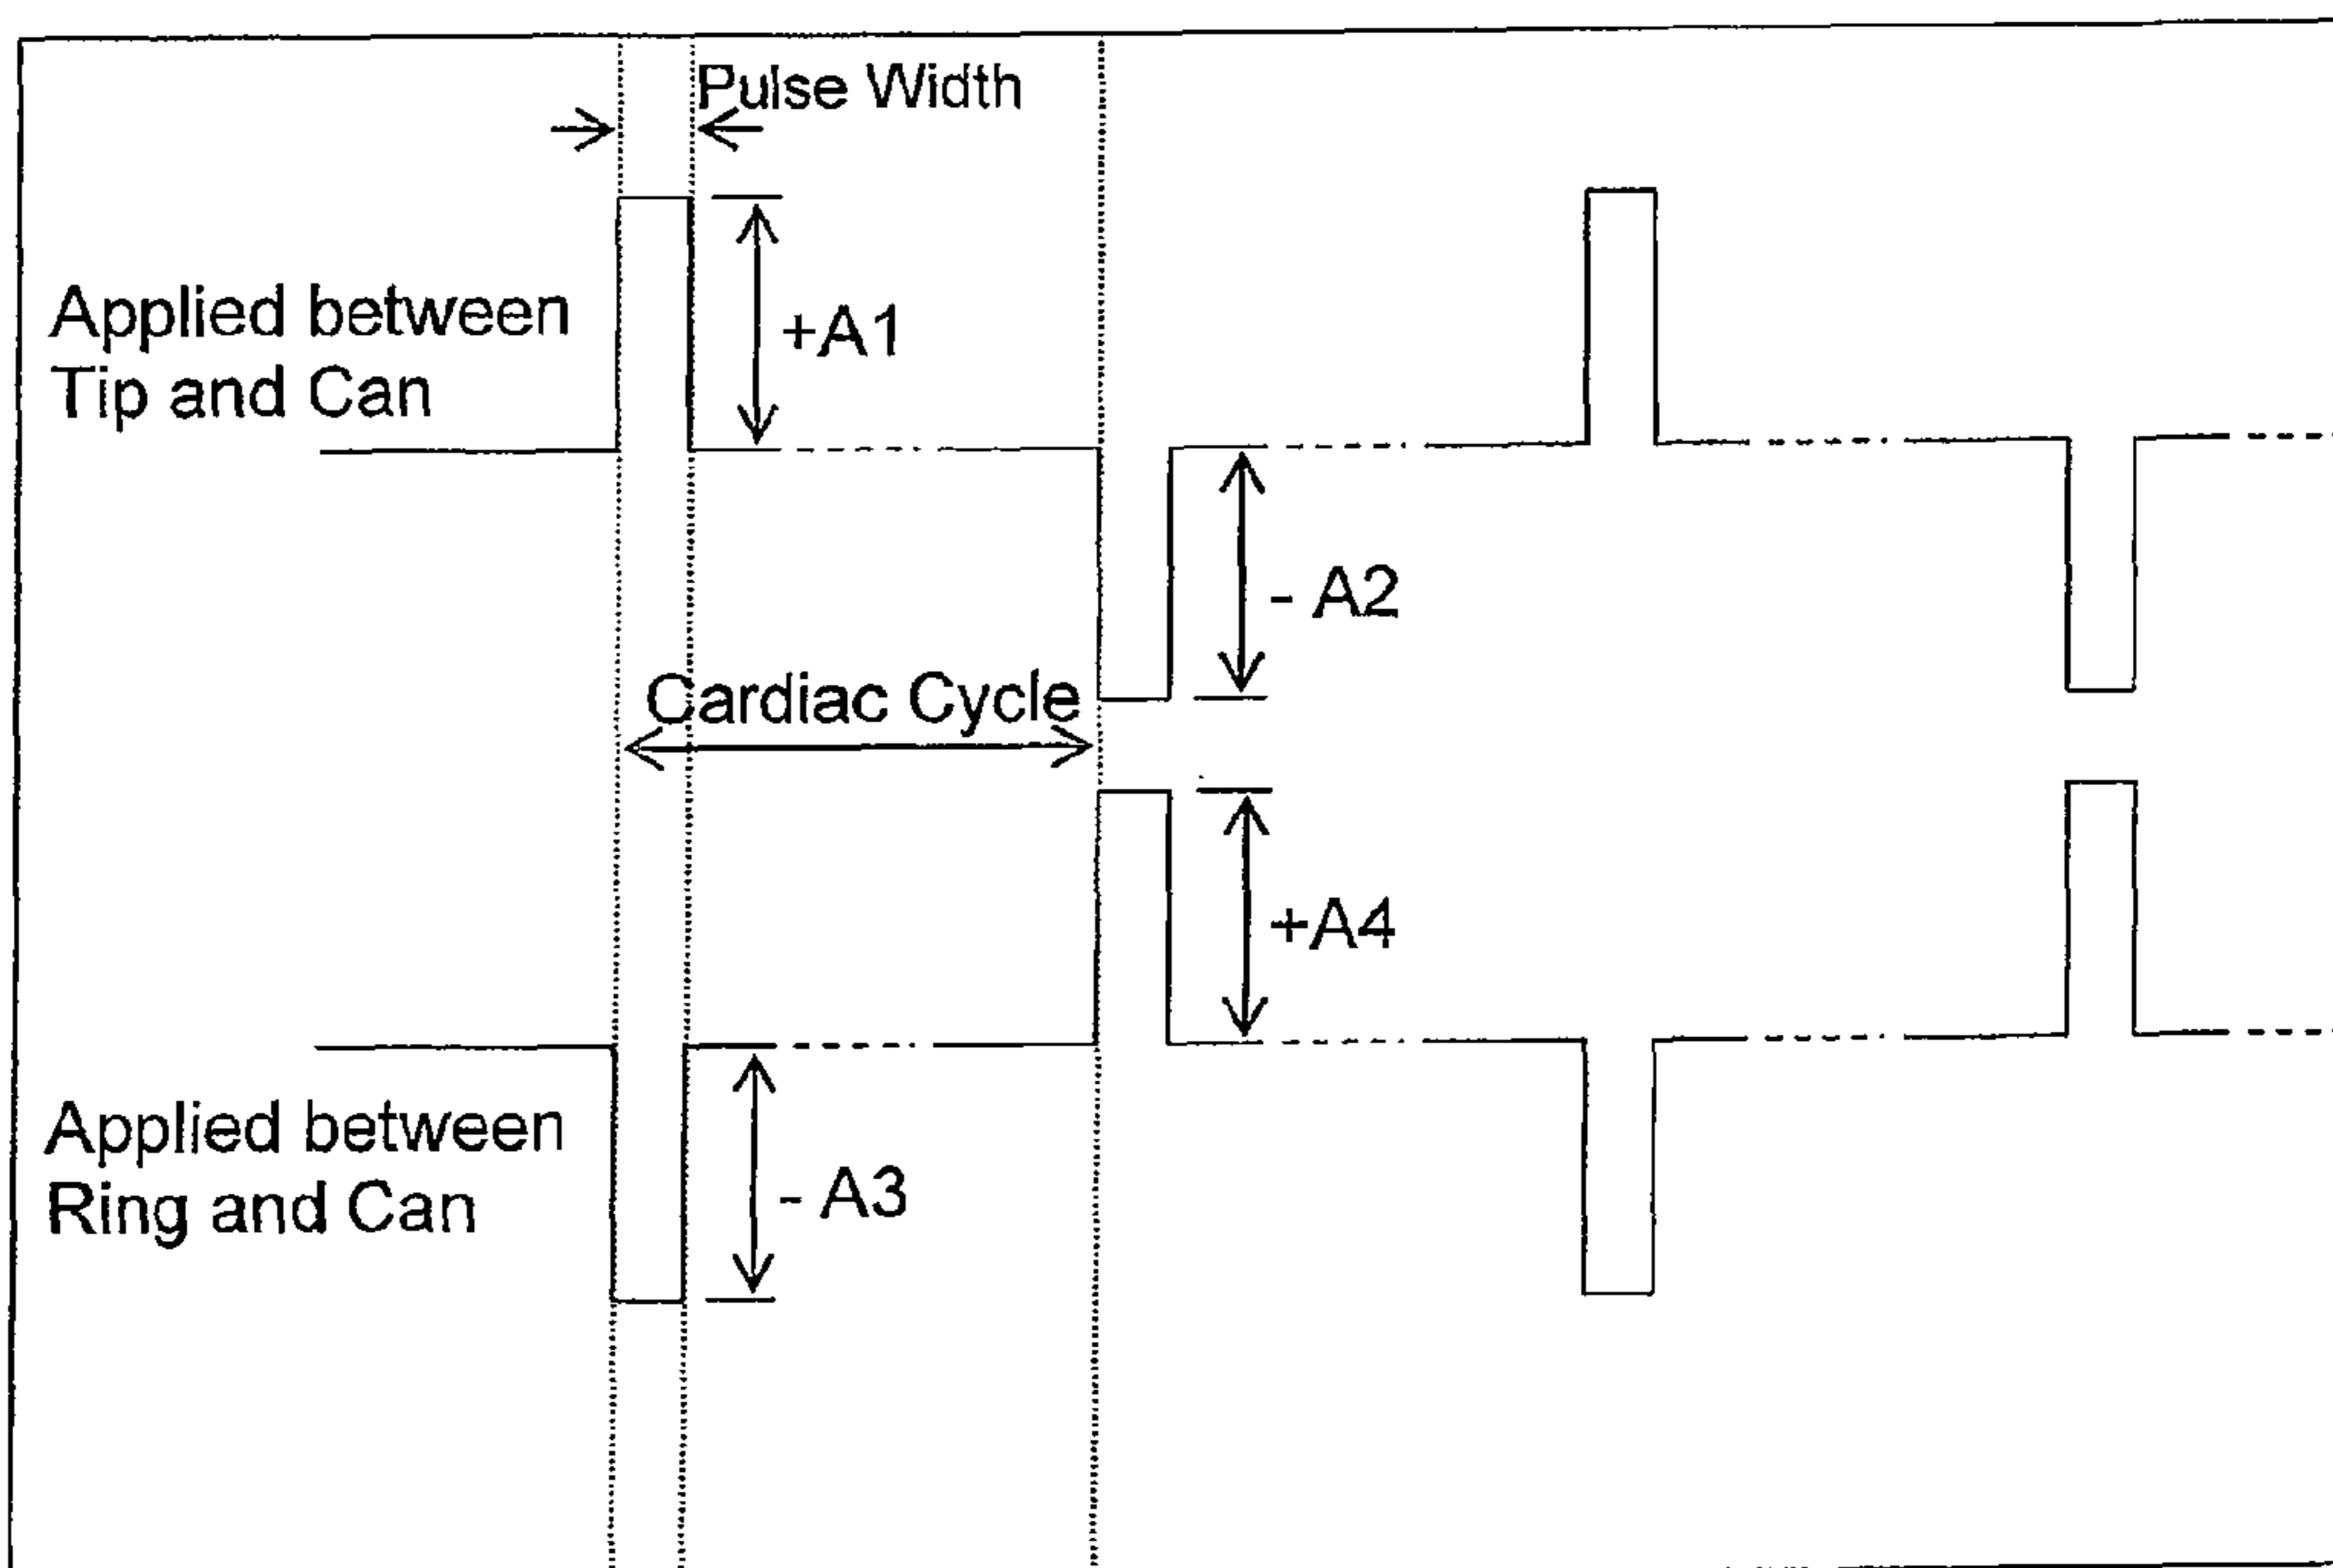 Pulse Width
Applied between
Tip and Can
+A1
- A2
Cardiac Cycle
+A4
Applied between
Ring and Can
- A3